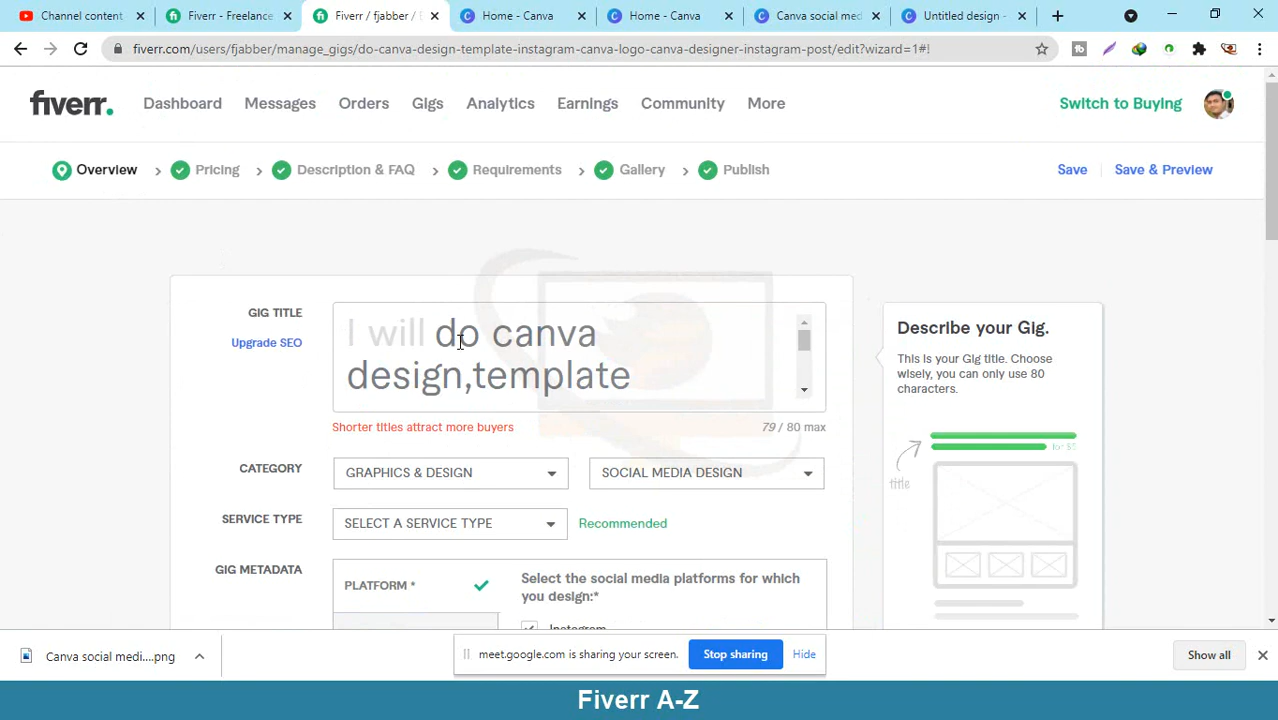 Channel content
Fiverr - Freelance
Fiverr / fjabber / E
Home - Canva
Home - Canva
Canva social med
Untitled design -
fiverr.com/users/fjabber/manage_gigs/do-canva-design-template-instagram-canva-logo-canva-designer-instagram-post/edit?wizard=1#!
fiverr.
Dashboard
Messages
Orders
Gigs
Analytics
Earnings
Community
More
Switch to Buying
Overview
Pricing
Description & FAQ
Requirements
Gallery
Publish
Save
Save & Preview
GIG TITLE
Upgrade SEO
I will do canva
design,template
Shorter titles attract more buyers
79 / 80 max
Describe your Gig.
This is your Gig title. Choose
wisely, you can only use 80
characters.
title
CATEGORY
GRAPHICS & DESIGN
SOCIAL MEDIA DESIGN
SERVICE TYPE
SELECT A SERVICE TYPE
Recommended
GIG METADATA
PLATFORM *
Select the social media platforms for which
you design:*
Instagram
Canva social medi....png
meet.google.com is sharing your screen.
Stop sharing
Hide
Show all
Fiverr A-Z